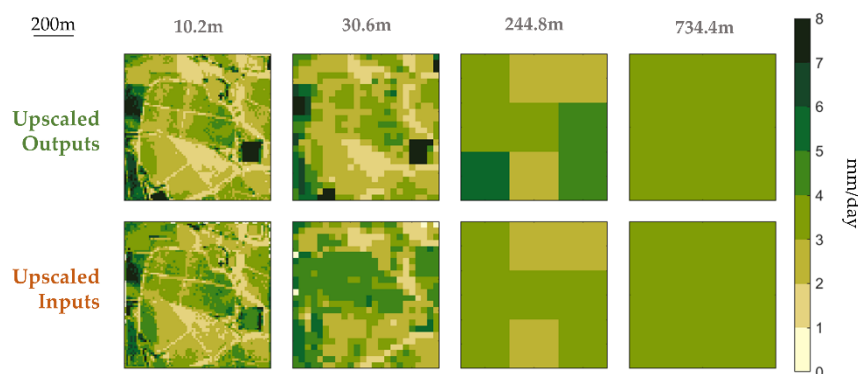 200m
10.2m
30.6m
244.8m
734.4m
Upscaled
Outputs
Upscaled
Inputs
8
7
6
5
4
3
2
1
0
mm/day